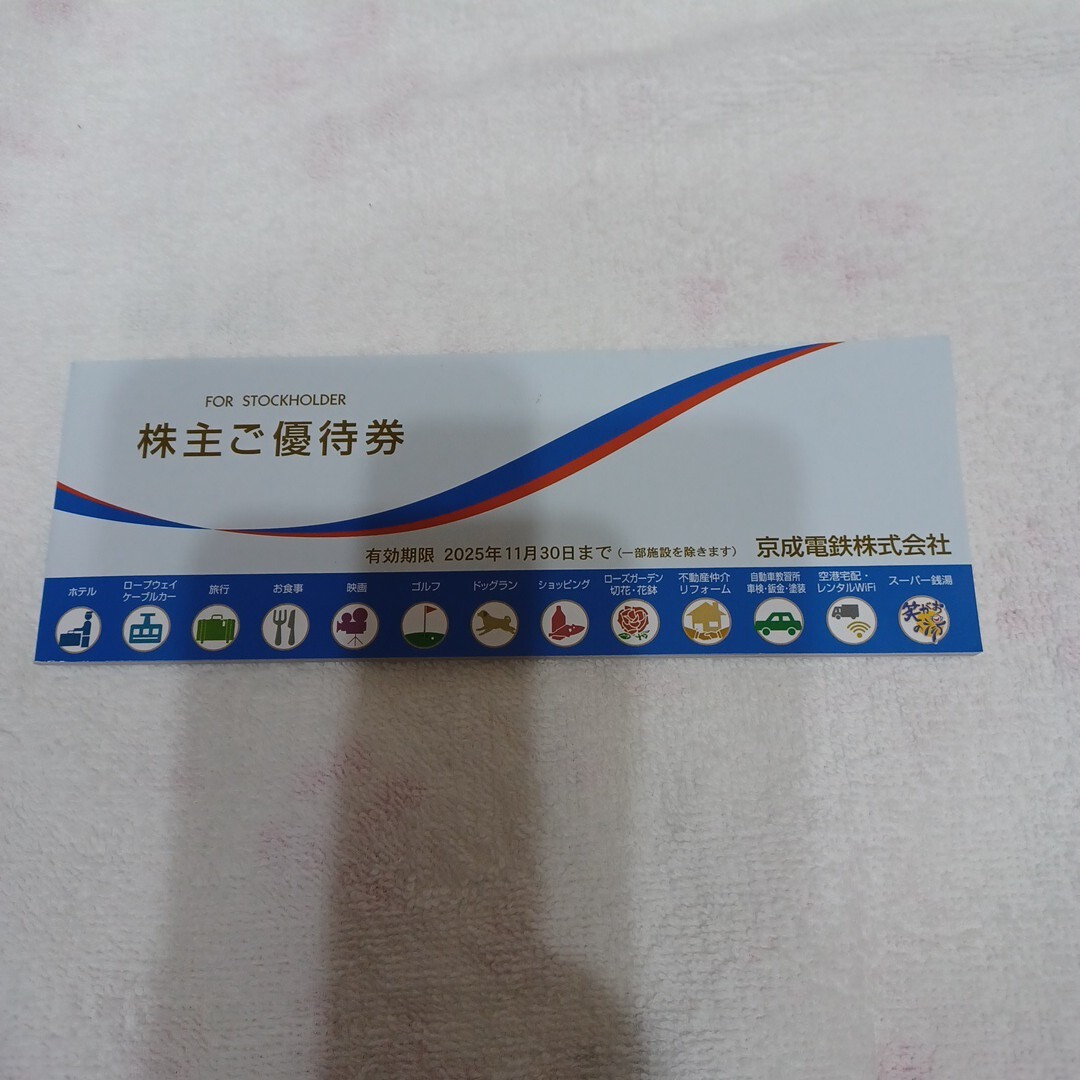 FOR STOCKHOLDER
株主ご優待券
有効期限 2025年11月30日まで(一部施設を除きます) 京成電鉄株式会社
ホテル
ロープウェイ
ケーブルカー
旅行
お食事
映画
ゴルフ
ドッグラン
ショッピング
ローズガーデン
切花・花鉢
不動産仲介
リフォーム
自動車教習所
車検・鈑金・塗装
空港宅配・
レンタルWiFi
スーパー銭湯